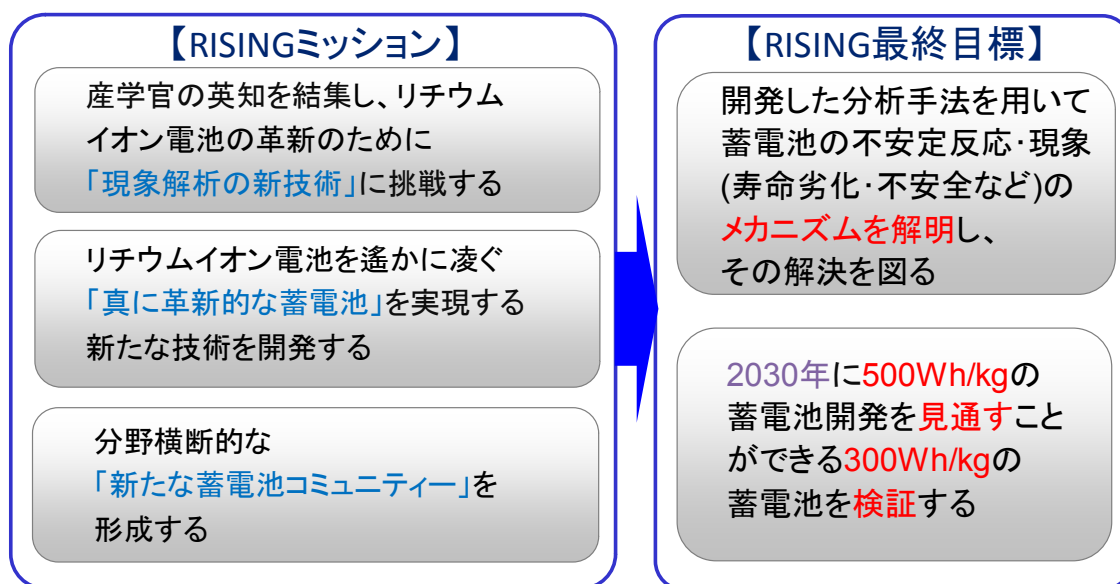 【RISINGミッション】
産学官の英知を結集し、リチウム
イオン電池の革新のために
「現象解析の新技術」に挑戦する
リチウムイオン電池を遥かに凌ぐ
「真に革新的な蓄電池」を実現する
新たな技術を開発する
分野横断的な
「新たな蓄電池コミュニティー」を
形成する
【RISING最終目標】
開発した分析手法を用いて
蓄電池の不安定反応･現象
(寿命劣化･不安全など)の
メカニズムを解明し、
その解決を図る
2030年に500Wh/kgの
蓄電池開発を見通すこと
ができる300Wh/kgの
蓄電池を検証する